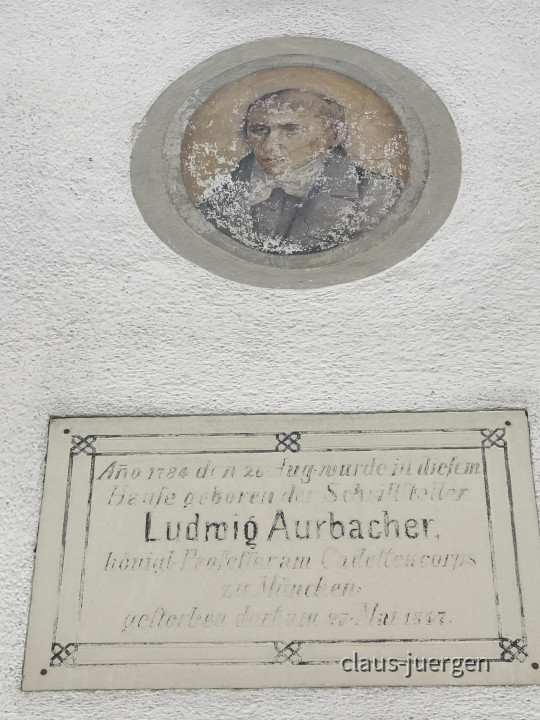 Año 1784 den 26 Aug. wurde in diesem
Hause geboren der Schriftsteller
Ludwig Aurbacher,
königl. Professor am Cadettencorps
zu München;
gestorben dort am Mai 1847.
claus-juergen